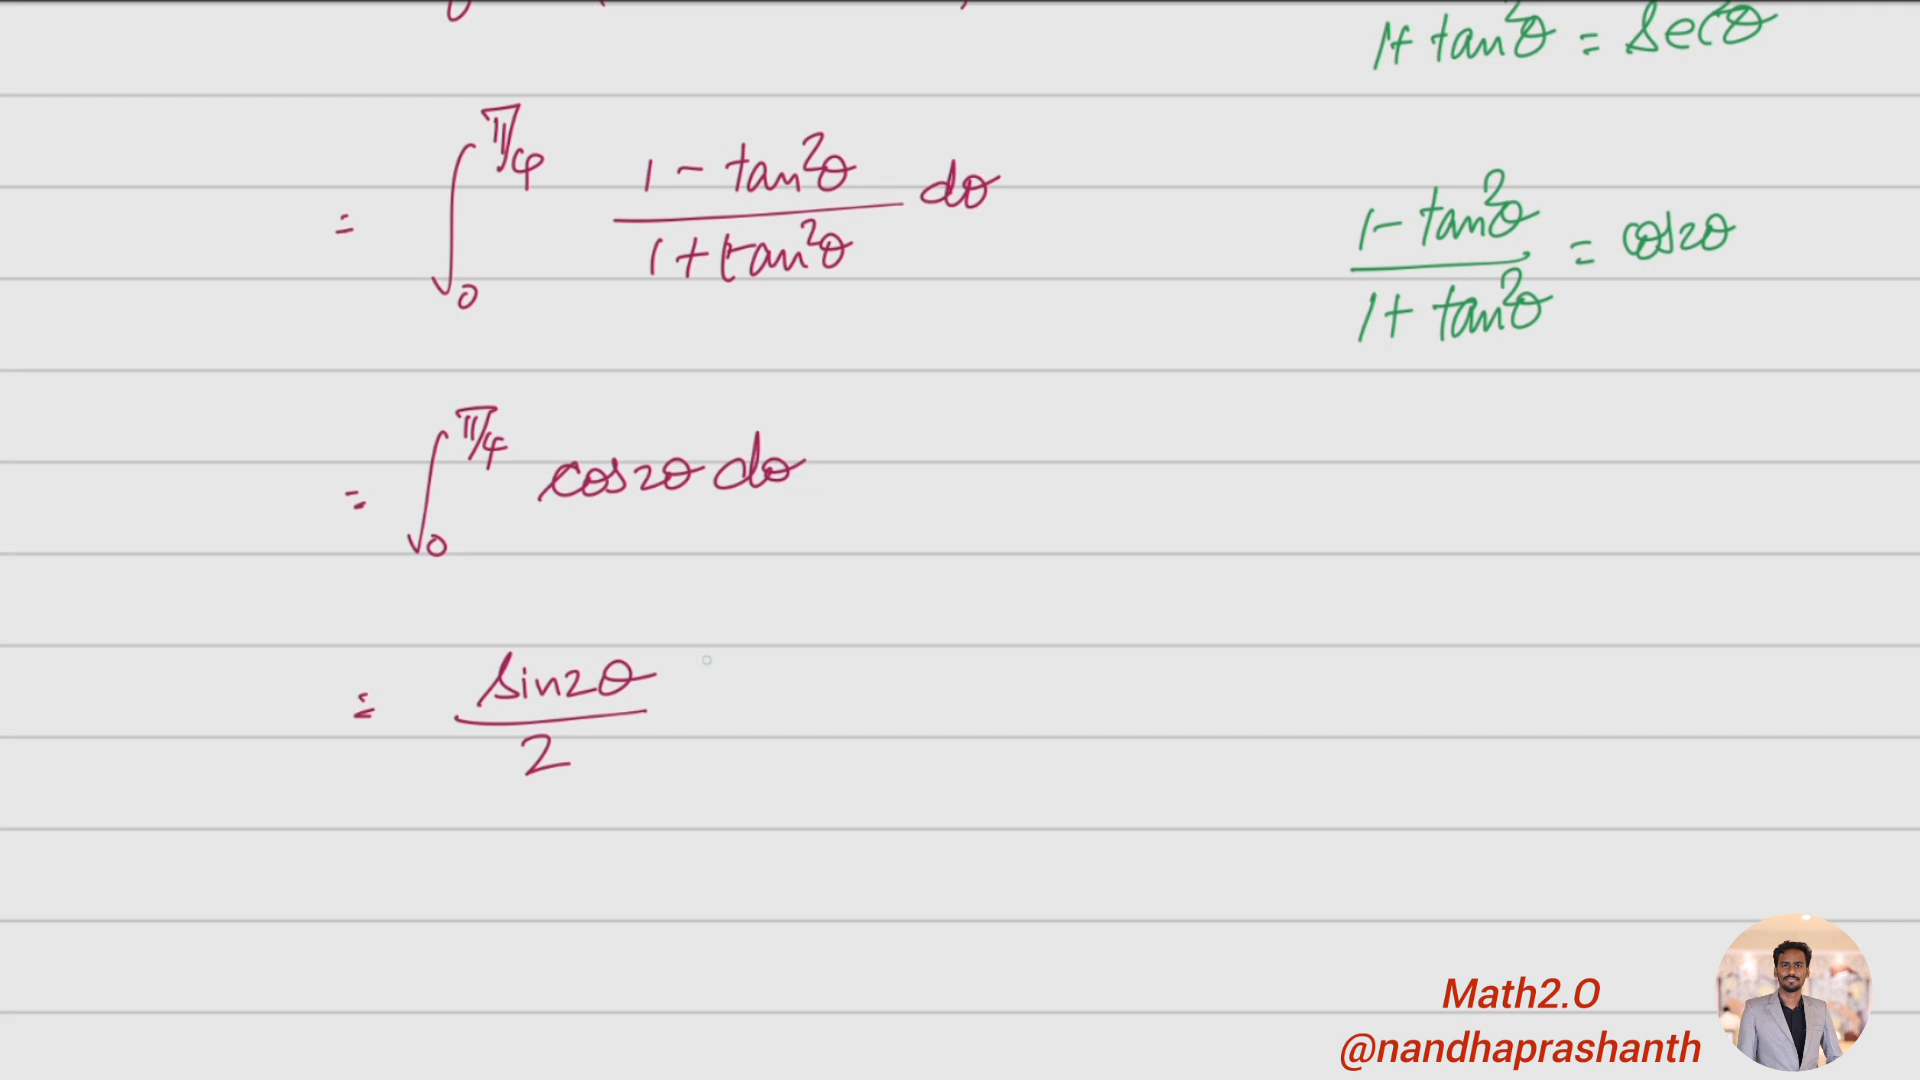 1+ tan²θ = Sec²θ
= ∫₀^(π/4) (1 - tan²θ)/(1 + tan²θ) dθ
(1 - tan²θ)/(1 + tan²θ) = cos2θ
= ∫₀^(π/4) cos2θ dθ
= sin2θ/2
Math2.O
@nandhaprashanth